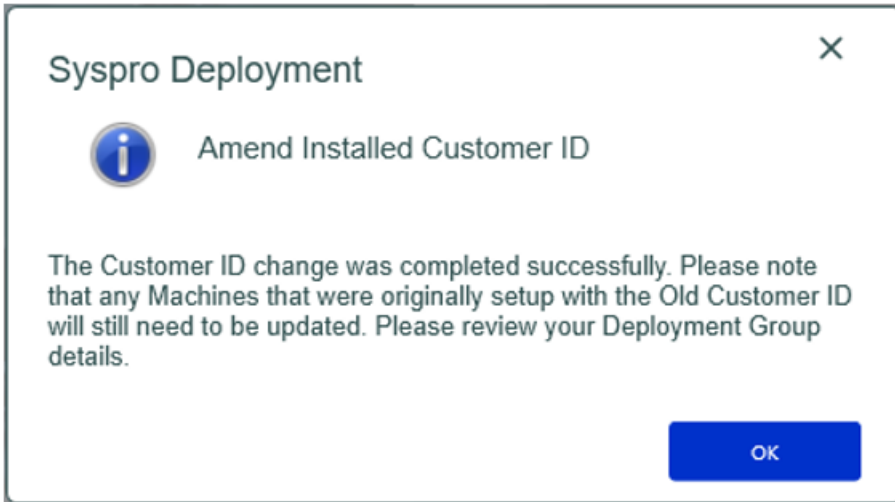 Syspro Deployment
Amend Installed Customer ID
The Customer ID change was completed successfully. Please note
that any Machines that were originally setup with the Old Customer ID
will still need to be updated. Please review your Deployment Group
details.
OK